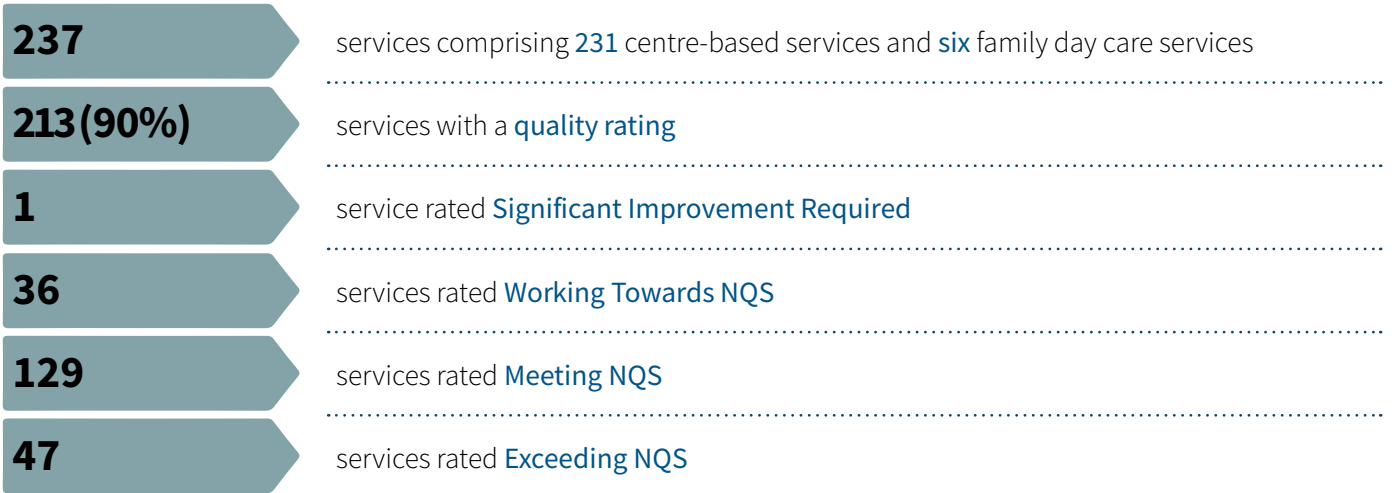 237 services comprising 231 centre-based services and six family day care services
213 (90%) services with a quality rating
1 service rated Significant Improvement Required
36 services rated Working Towards NQS
129 services rated Meeting NQS
47 services rated Exceeding NQS